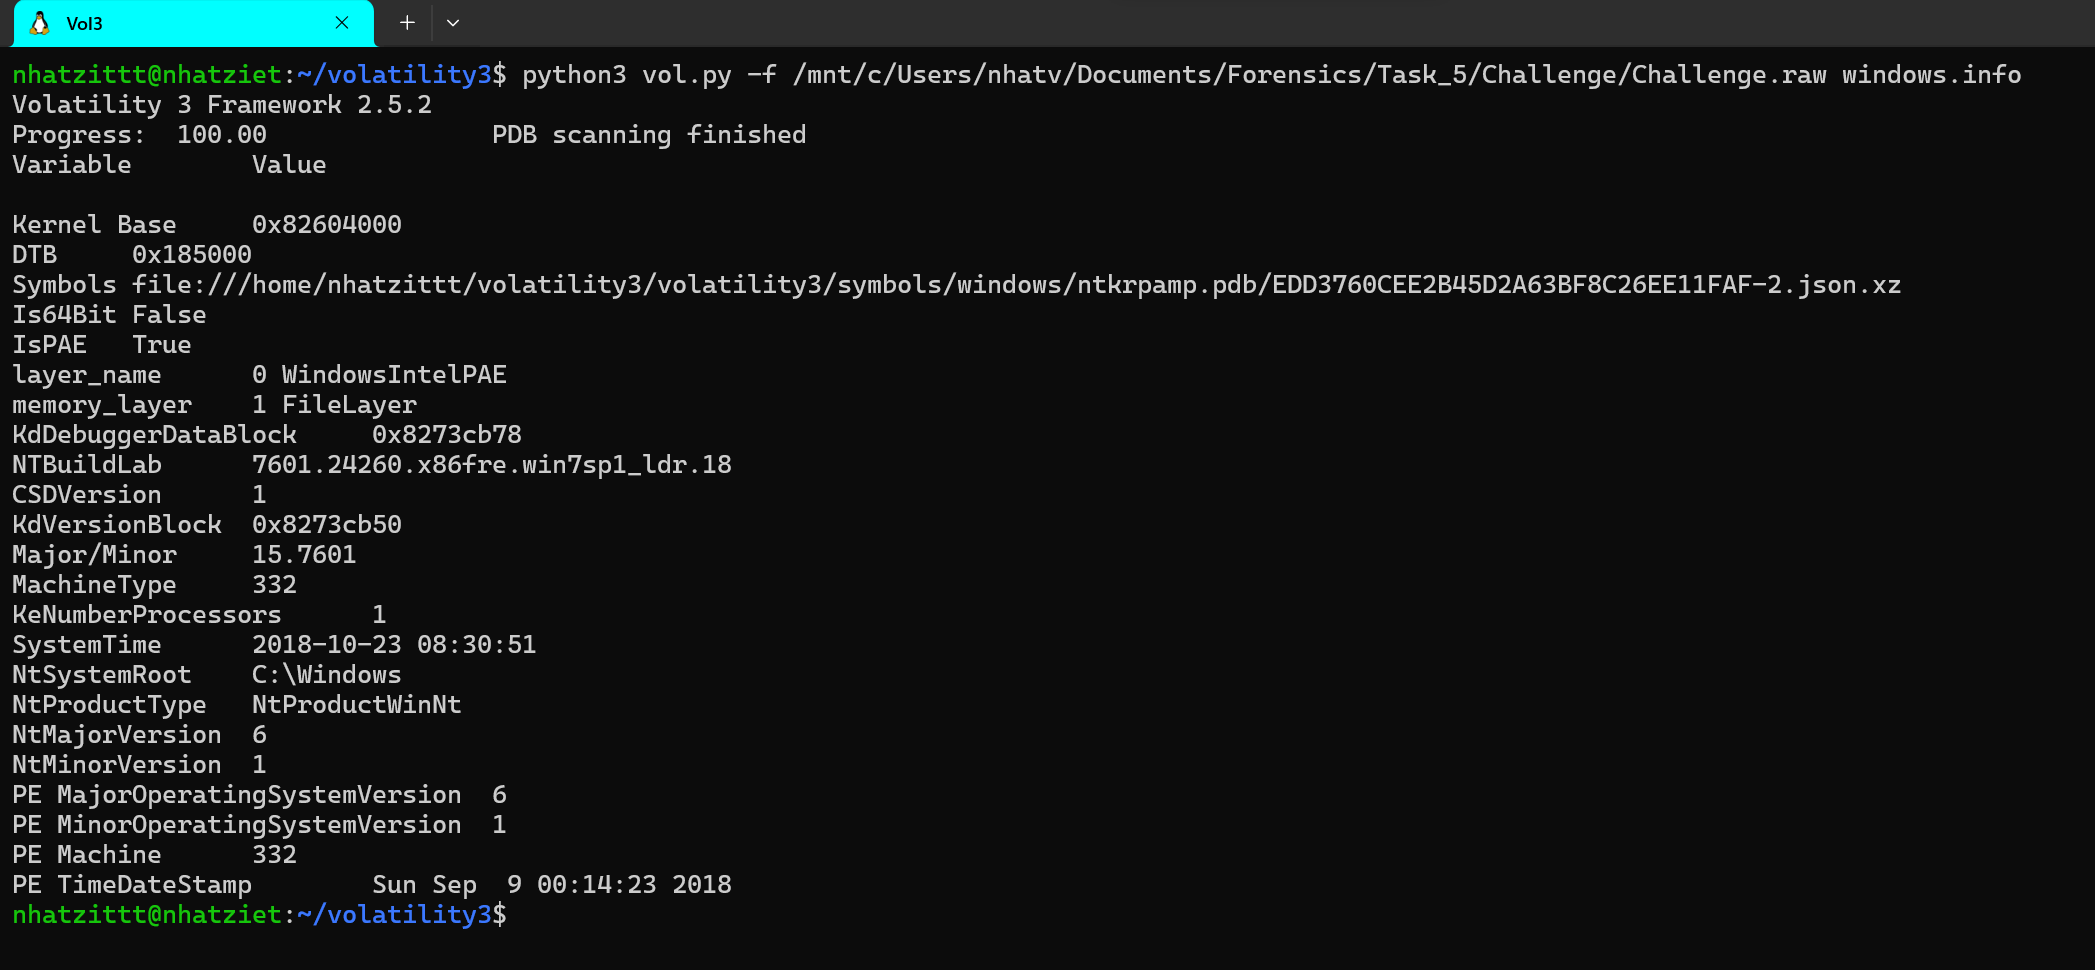 Vol3
nhatzittt@nhatziet:~/volatility3$ python3 vol.py -f /mnt/c/Users/nhatv/Documents/Forensics/Task_5/Challenge/Challenge.raw windows.info
Volatility 3 Framework 2.5.2
Progress:  100.00               PDB scanning finished
Variable        Value

Kernel Base     0x82604000
DTB     0x185000
Symbols file:///home/nhatzittt/volatility3/volatility3/symbols/windows/ntkrpamp.pdb/EDD3760CEE2B45D2A63BF8C26EE11FAF-2.json.xz
Is64Bit False
IsPAE   True
layer_name      0 WindowsIntelPAE
memory_layer    1 FileLayer
KdDebuggerDataBlock     0x8273cb78
NTBuildLab      7601.24260.x86fre.win7sp1_ldr.18
CSDVersion      1
KdVersionBlock  0x8273cb50
Major/Minor     15.7601
MachineType     332
KeNumberProcessors      1
SystemTime      2018-10-23 08:30:51
NtSystemRoot    C:\Windows
NtProductType   NtProductWinNt
NtMajorVersion  6
NtMinorVersion  1
PE MajorOperatingSystemVersion  6
PE MinorOperatingSystemVersion  1
PE Machine      332
PE TimeDateStamp        Sun Sep  9 00:14:23 2018
nhatzittt@nhatziet:~/volatility3$